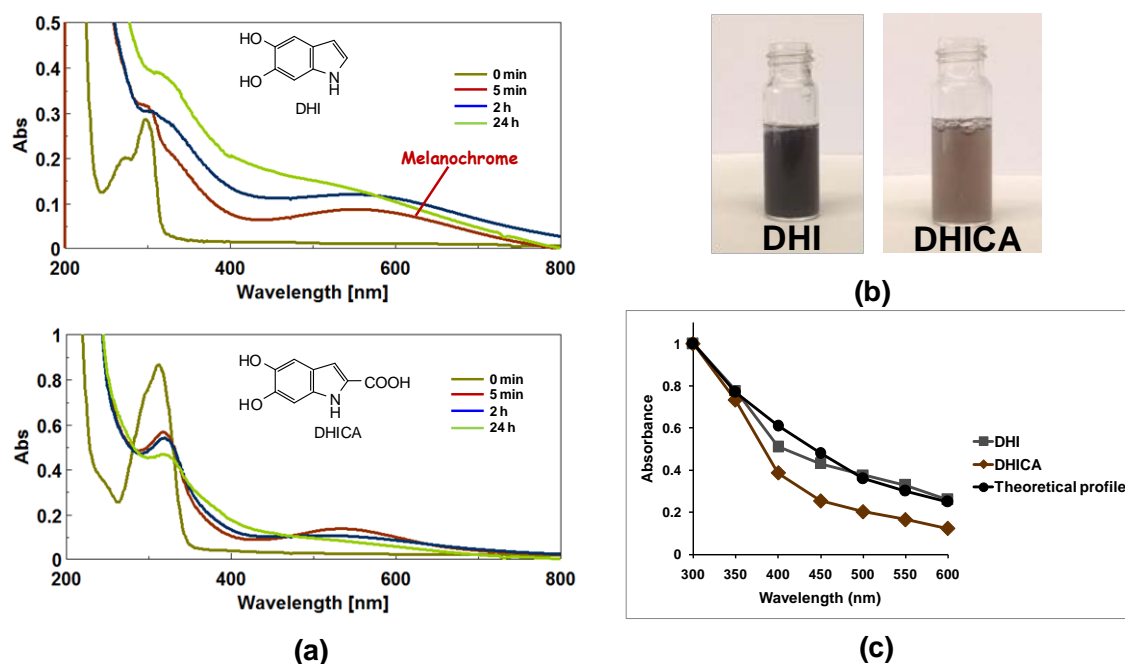 0.5
0.4
0.3
0.2
0.1
0
Abs
200 400 600 800
Wavelength [nm]
HO
HO
N
H
DHI
0 min
5 min
2 h
24 h
Melanochrome
1
0.8
0.6
0.4
0.2
0
Abs
200 400 600 800
Wavelength [nm]
HO
HO
N
H
COOH
DHICA
0 min
5 min
2 h
24 h
(a)
DHI
DHICA
(b)
1
0.8
0.6
0.4
0.2
0
Absorbance
300 350 400 450 500 550 600
Wavelength (nm)
DHI
DHICA
Theoretical profile
(c)